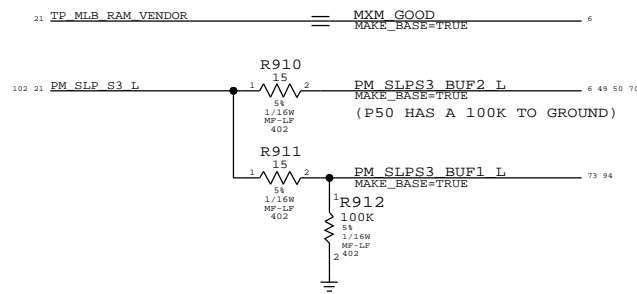 21 TP_MLB_RAM_VENDOR MXM_GOOD 6
MAKE_BASE=TRUE
R910
15
102 21 PM_SLP_S3_L 1 2 PM_SLPS3_BUF2_L 6 49 50 70
5% MAKE_BASE=TRUE
1/16W
MF-LF (P50 HAS A 100K TO GROUND)
402
R911
15
1 2 PM_SLPS3_BUF1_L 73 94
5% MAKE_BASE=TRUE
1/16W
MF-LF
402
1 R912
100K
5%
1/16W
MF-LF
2 402